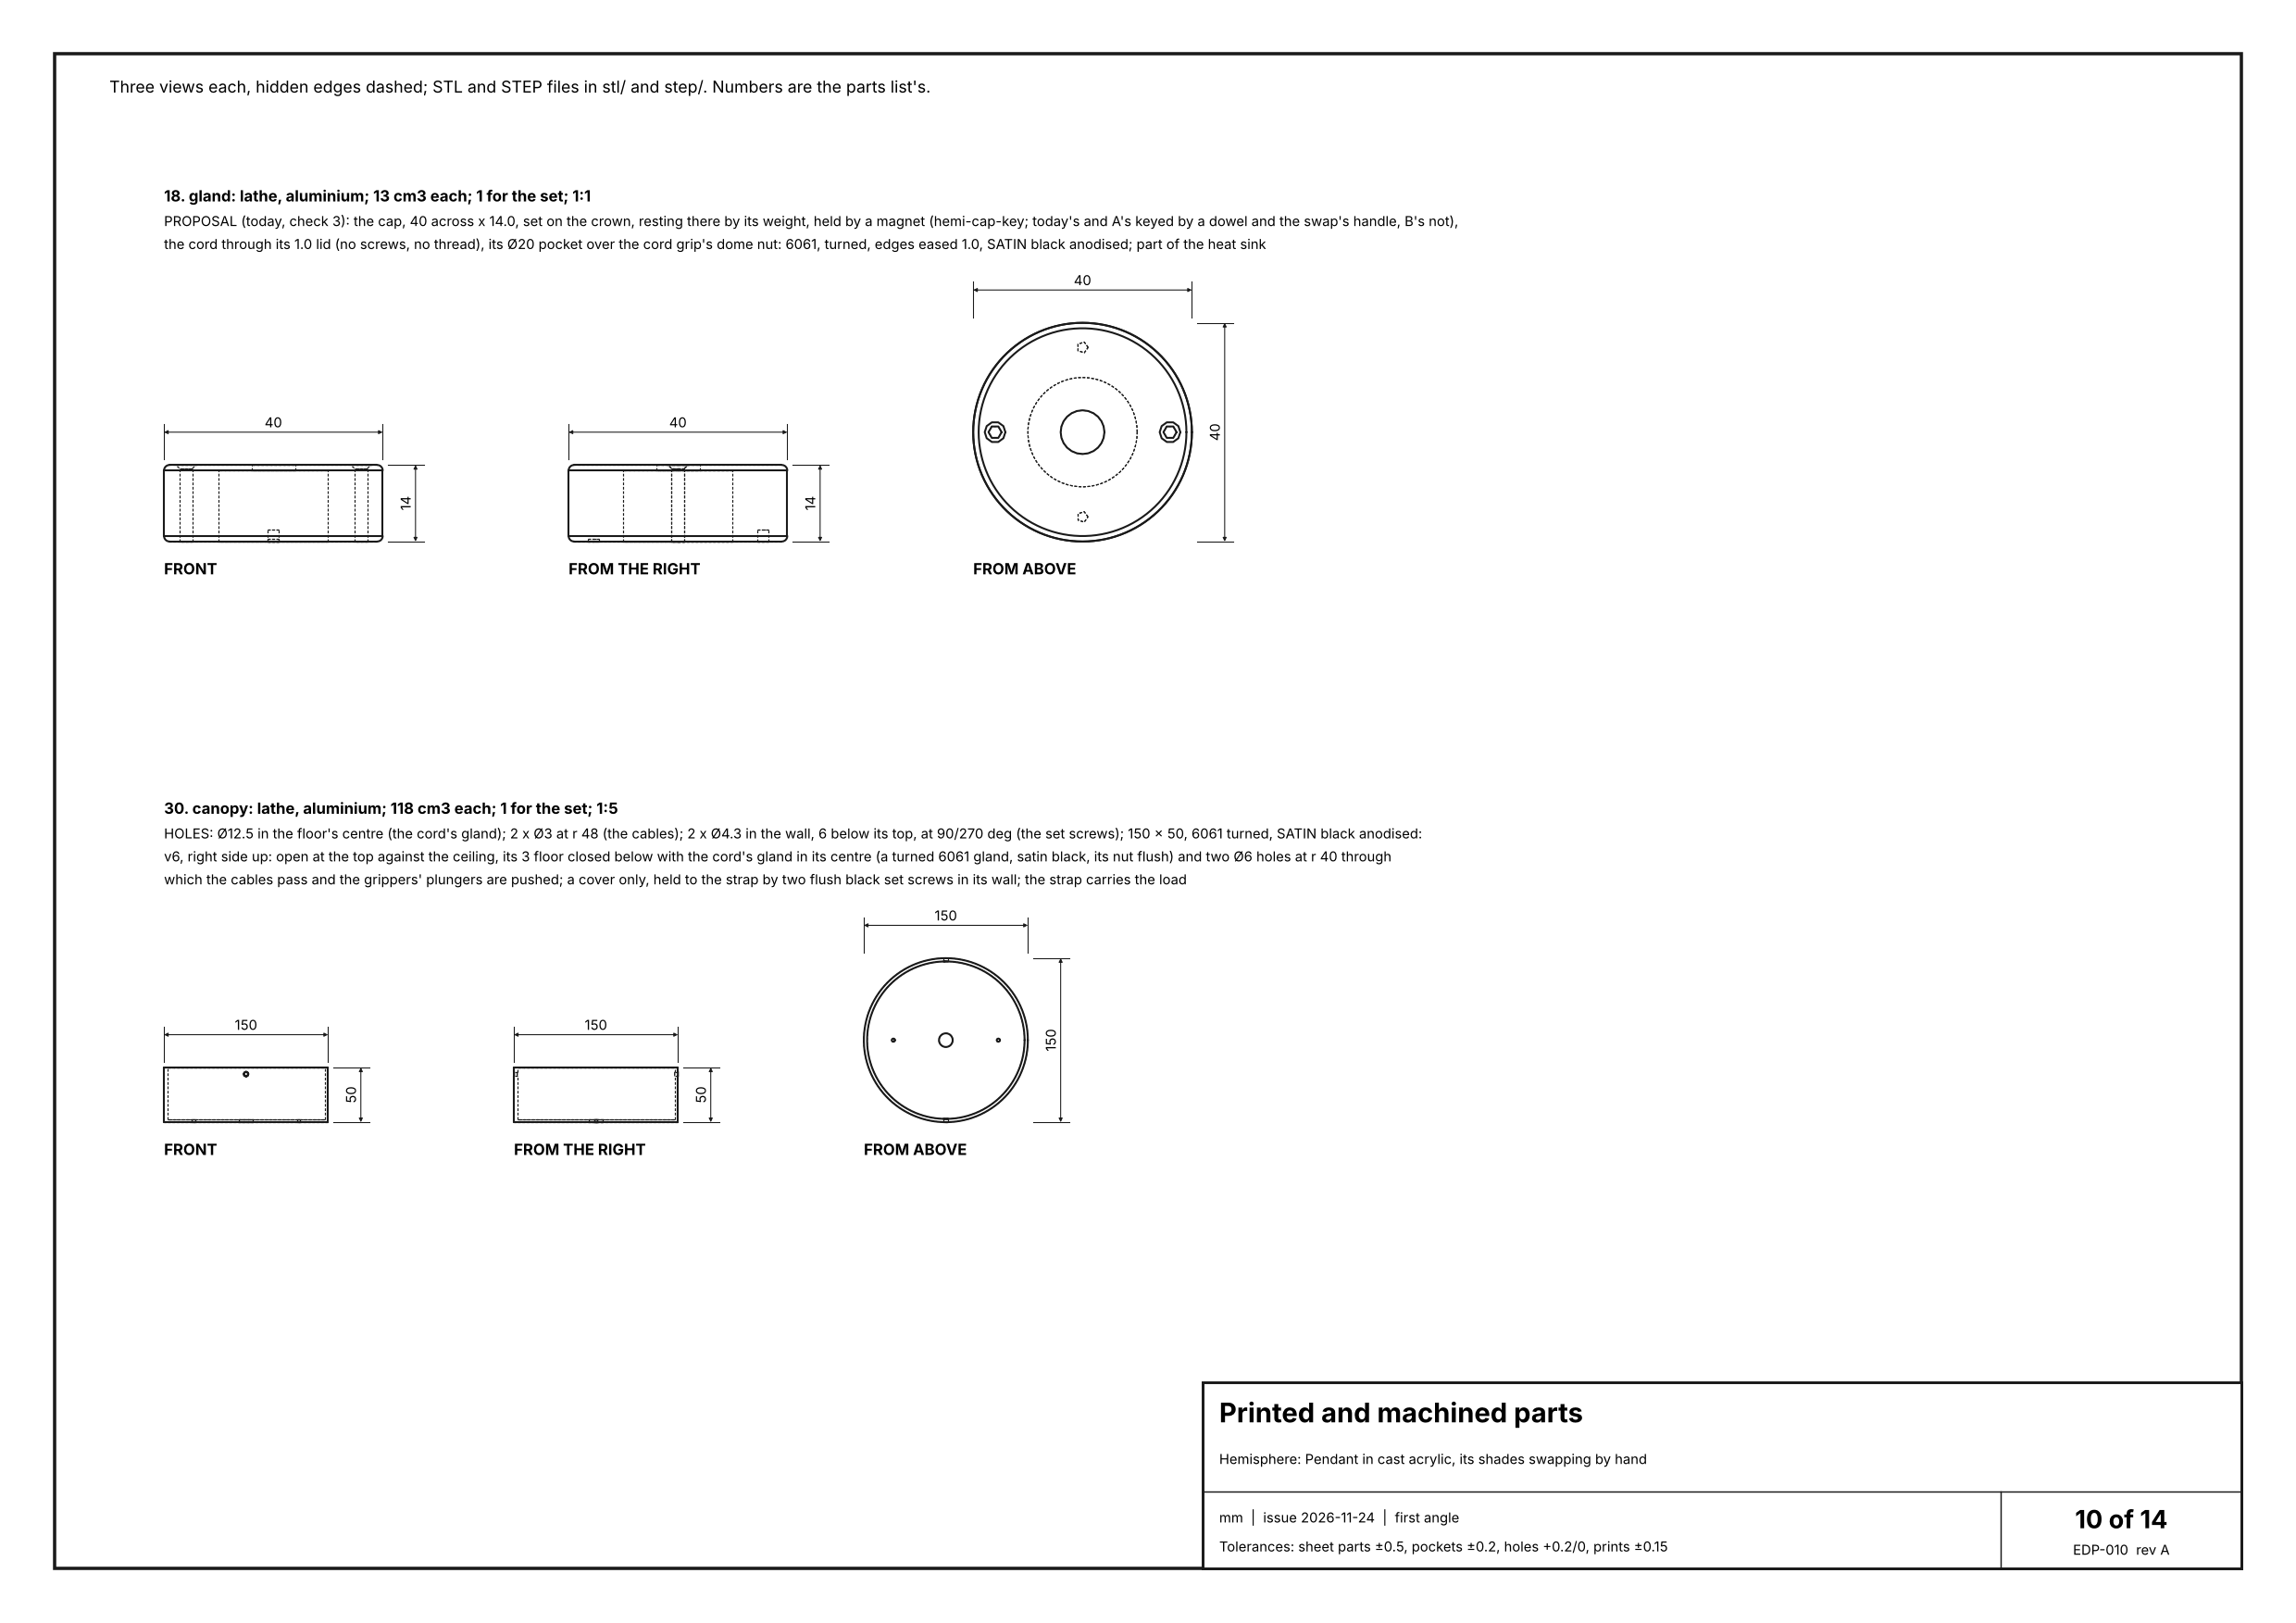 Three views each, hidden edges dashed; STL and STEP files in stl/ and step/. Numbers are the parts list's.
18. gland: lathe, aluminium; 13 cm3 each; 1 for the set; 1:1
PROPOSAL (today, check 3): the cap, 40 across x 14.0, set on the crown, resting there by its weight, held by a magnet (hemi-cap-key; today's and A's keyed by a dowel and the swap's handle, B's not),
the cord through its 1.0 lid (no screws, no thread), its Ø20 pocket over the cord grip's dome nut: 6061, turned, edges eased 1.0, SATIN black anodised; part of the heat sink
40
40
40
40
14
14
FRONT
FROM THE RIGHT
FROM ABOVE
30. canopy: lathe, aluminium; 118 cm3 each; 1 for the set; 1:5
HOLES: Ø12.5 in the floor's centre (the cord's gland); 2 x Ø3 at r 48 (the cables); 2 x Ø4.3 in the wall, 6 below its top, at 90/270 deg (the set screws); 150 × 50, 6061 turned, SATIN black anodised:
v6, right side up: open at the top against the ceiling, its 3 floor closed below with the cord's gland in its centre (a turned 6061 gland, satin black, its nut flush) and two Ø6 holes at r 40 through
which the cables pass and the grippers' plungers are pushed; a cover only, held to the strap by two flush black set screws in its wall; the strap carries the load
150
150
150
150
50
50
FRONT
FROM THE RIGHT
FROM ABOVE
Printed and machined parts
Hemisphere: Pendant in cast acrylic, its shades swapping by hand
mm | issue 2026-11-24 | first angle
Tolerances: sheet parts ±0.5, pockets ±0.2, holes +0.2/0, prints ±0.15
10 of 14
EDP-010 rev A